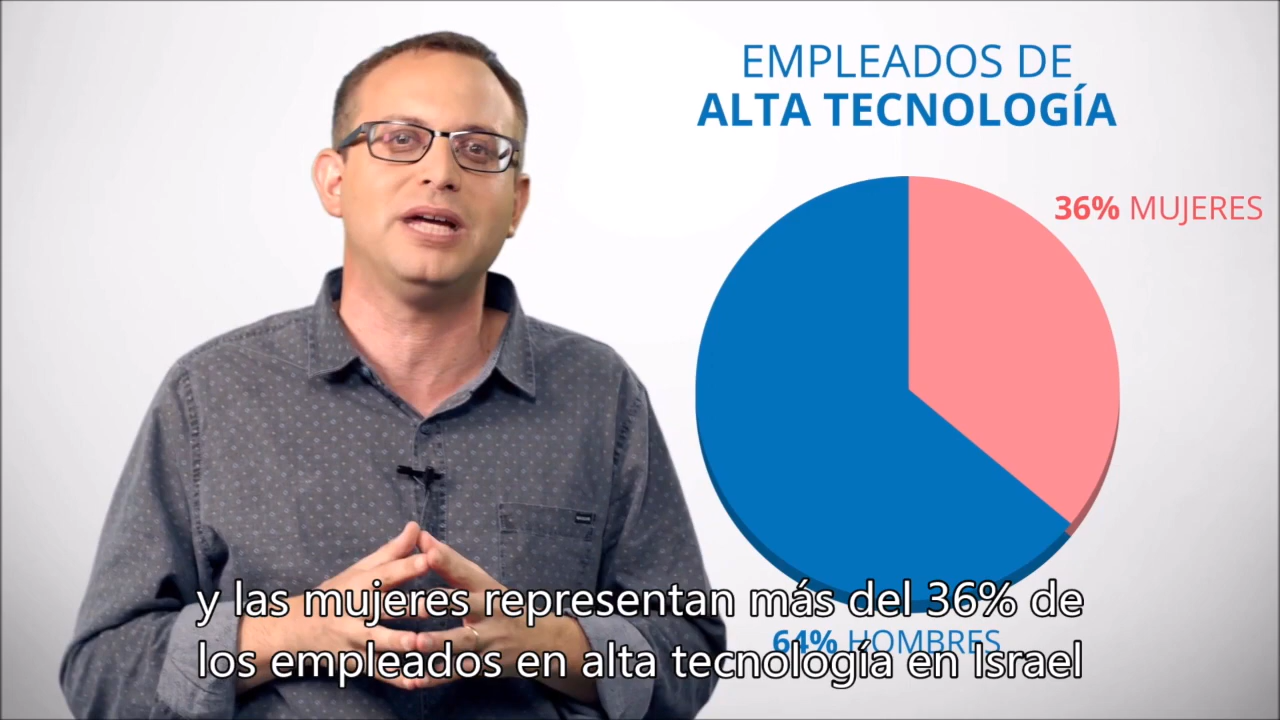 EMPLEADOS DE
ALTA TECNOLOGÍA
36% MUJERES
64% HOMBRES
y las mujeres representan más del 36% de
los empleados en alta tecnología en Israel